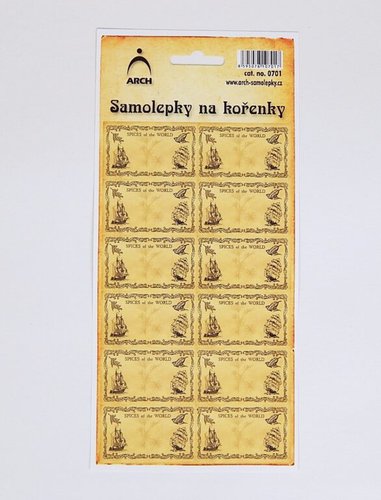 ARCH
8595076107017
cat. no. 0701
www.arch-samolepky.cz
Samolepky na kořenky
SPICES of the WORLD
SPICES of the WORLD
SPICES of the WORLD
SPICES of the WORLD
SPICES of the WORLD
SPICES of the WORLD
SPICES of the WORLD
SPICES of the WORLD
SPICES of the WORLD
SPICES of the WORLD
SPICES of the WORLD
SPICES of the WORLD